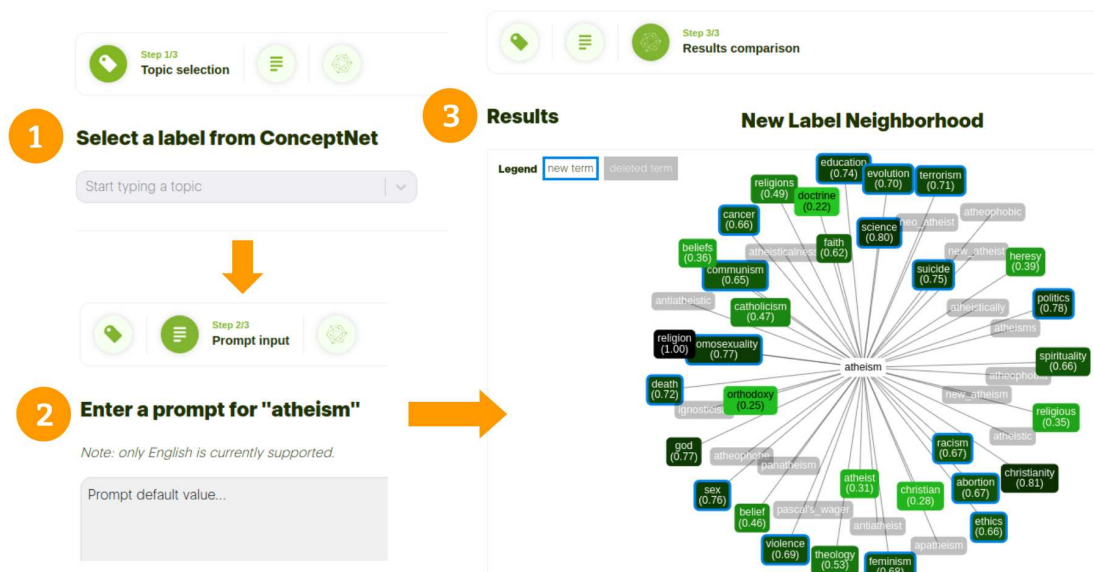 Step 1/3
Topic selection
1
Select a label from ConceptNet
Start typing a topic
Step 2/3
Prompt input
2
Enter a prompt for "atheism"
Note: only English is currently supported.
Prompt default value...
Step 3/3
Results comparison
3
Results
New Label Neighborhood
Legend new term deleted term
education
(0.74)
evolution
(0.70)
terrorism
(0.71)
religions
(0.49)
doctrine
(0.22)
atheophobic
cancer
(0.66)
science
(0.80)
neo_atheist
beliefs
(0.36)
atheisticalness
faith
(0.62)
new_atheist
heresy
(0.39)
communism
(0.65)
suicide
(0.75)
antiatheistic
catholicism
(0.47)
atheistically
politics
(0.78)
atheisms
religion
(1.00)
omosexuality
(0.77)
spirituality
(0.66)
atheism
death
(0.72)
ignosticis
orthodoxy
(0.25)
atheophobia
new_atheism
religious
(0.35)
atheistic
god
(0.77)
atheophobe
panatheism
racism
(0.67)
christianity
(0.81)
atheist
(0.31)
christian
(0.28)
abortion
(0.67)
sex
(0.76)
belief
(0.46)
pascal's_wager
antiatheist
ethics
(0.66)
violence
(0.69)
theology
(0.53)
apatheism
feminism
(0.68)